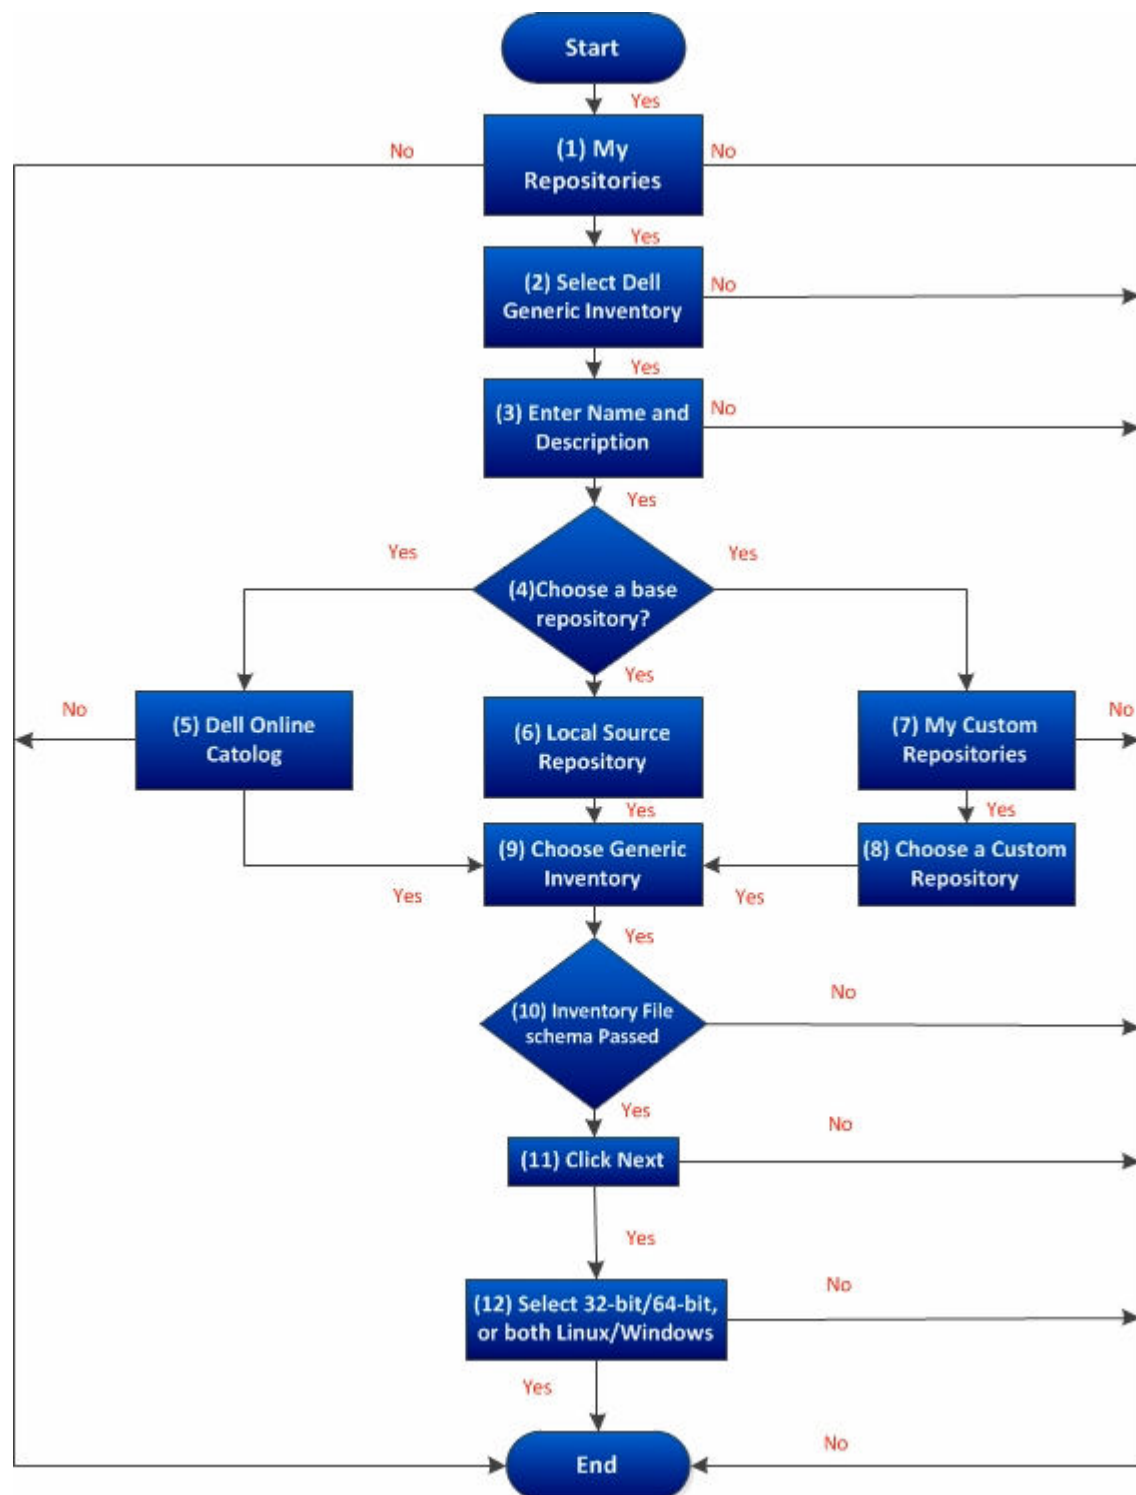 Start
Yes
No
(1) My
Repositories
No
Yes
(2) Select Dell
Generic Inventory
No
Yes
(3) Enter Name and
Description
No
Yes
Yes
Yes
(4)Choose a base
repository?
Yes
No
(5) Dell Online
Catolog
(6) Local Source
Repository
(7) My Custom
Repositories
No
Yes
Yes
(9) Choose Generic
Inventory
(8) Choose a Custom
Repository
Yes
Yes
Yes
(10) Inventory File
schema Passed
No
Yes
(11) Click Next
No
Yes
(12) Select 32-bit/64-bit,
or both Linux/Windows
No
Yes
End
No